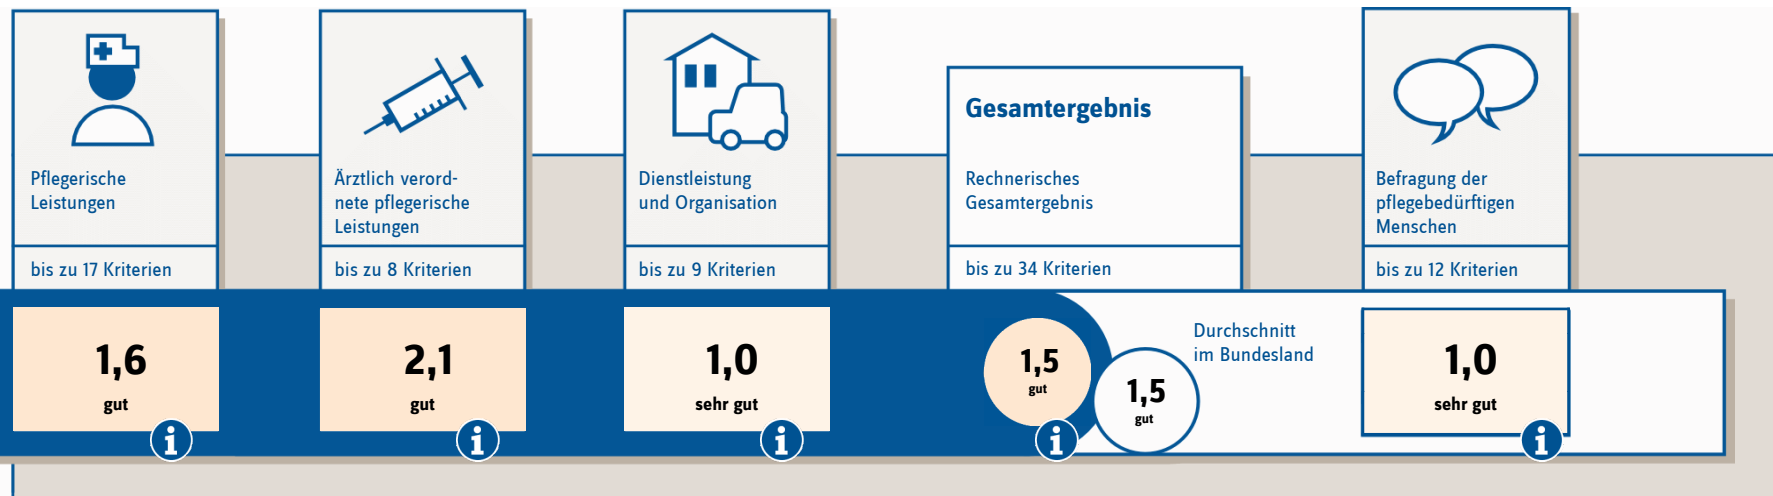 Pflegerische
Leistungen
bis zu 17 Kriterien
1,6
gut
i
Ärztlich verord-
nete pflegerische
Leistungen
bis zu 8 Kriterien
2,1
gut
i
Dienstleistung
und Organisation
bis zu 9 Kriterien
1,0
sehr gut
i
Gesamtergebnis
Rechnerisches
Gesamtergebnis
bis zu 34 Kriterien
1,5
gut
i
Durchschnitt
im Bundesland
1,5
gut
Befragung der
pflegebedürftigen
Menschen
bis zu 12 Kriterien
1,0
sehr gut
i